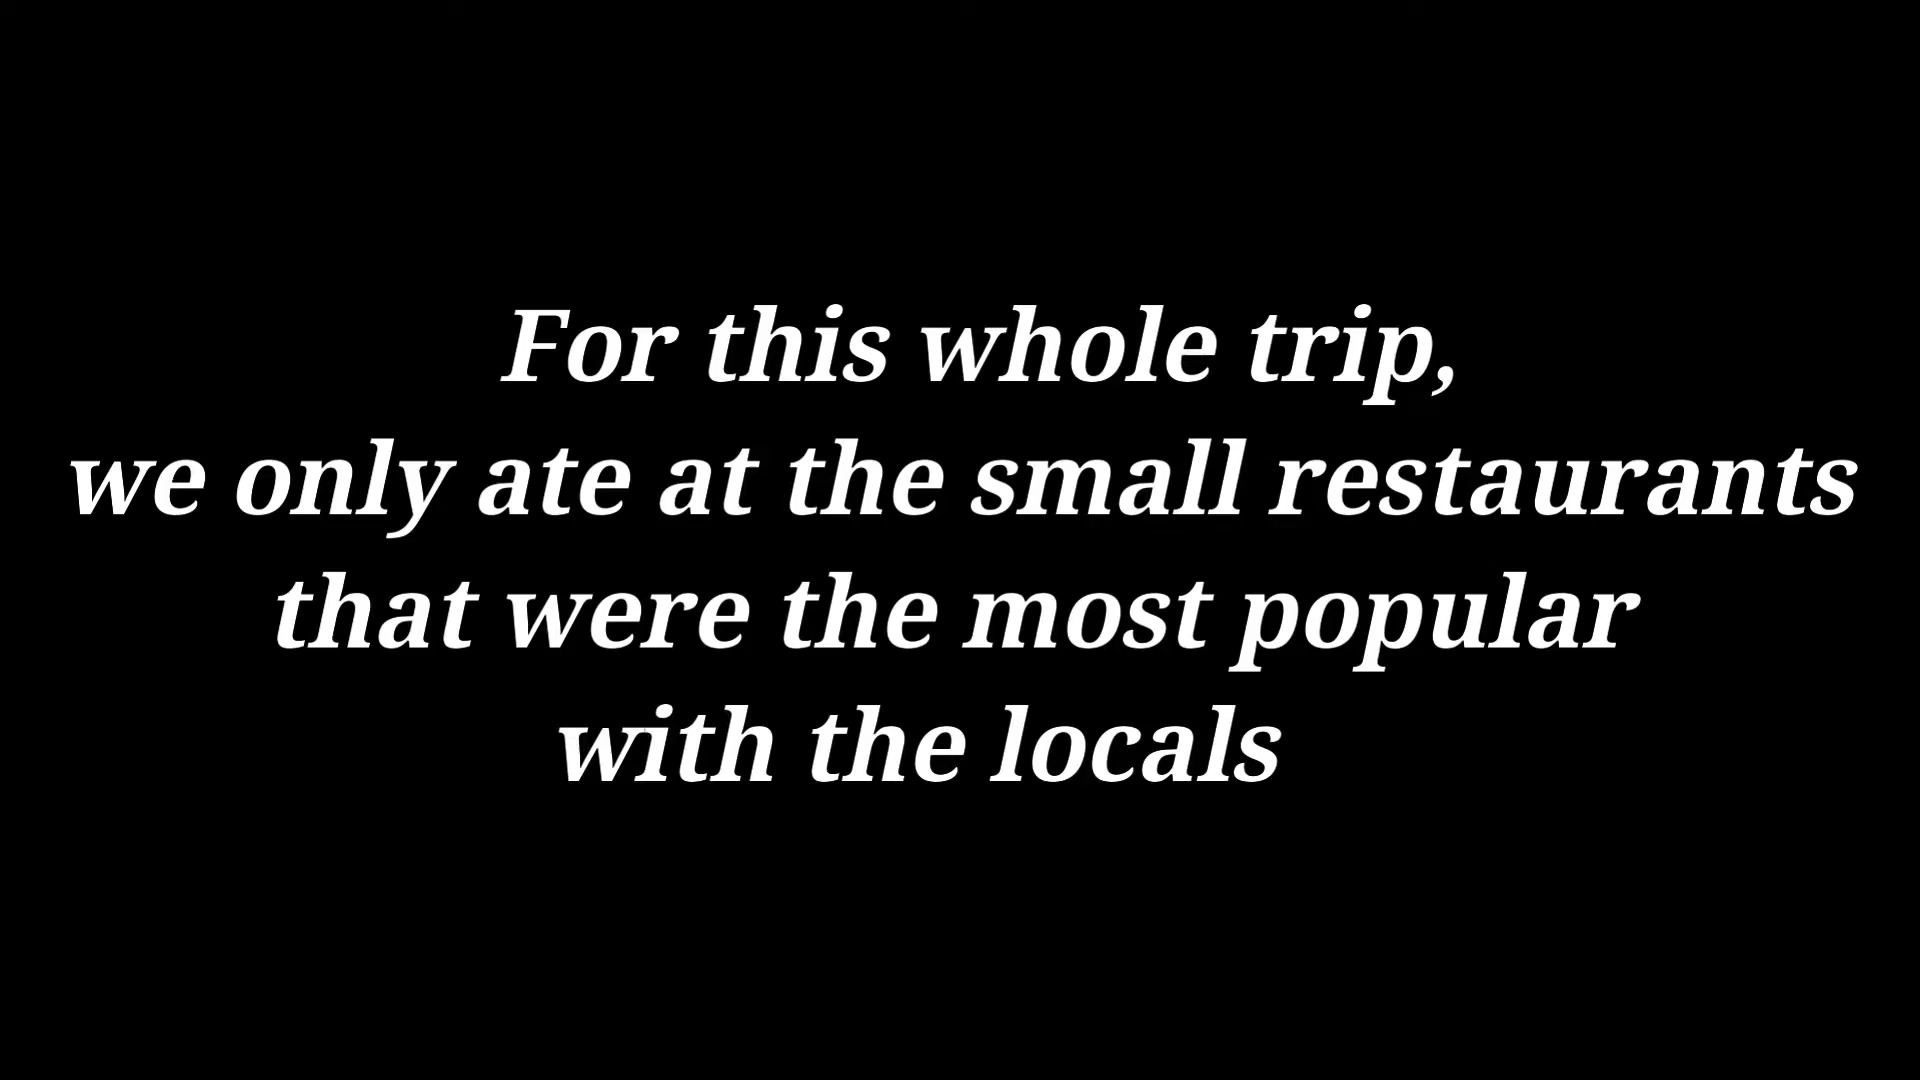 For this whole trip,
we only ate at the small restaurants
that were the most popular
with the locals